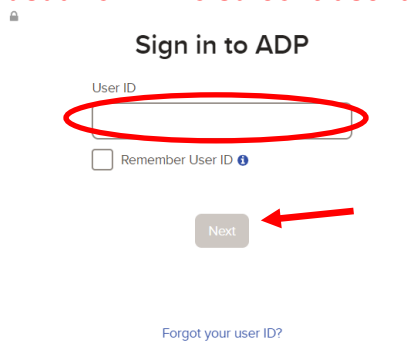 Sign in to ADP
User ID
Remember User ID
Next
Forgot your user ID?